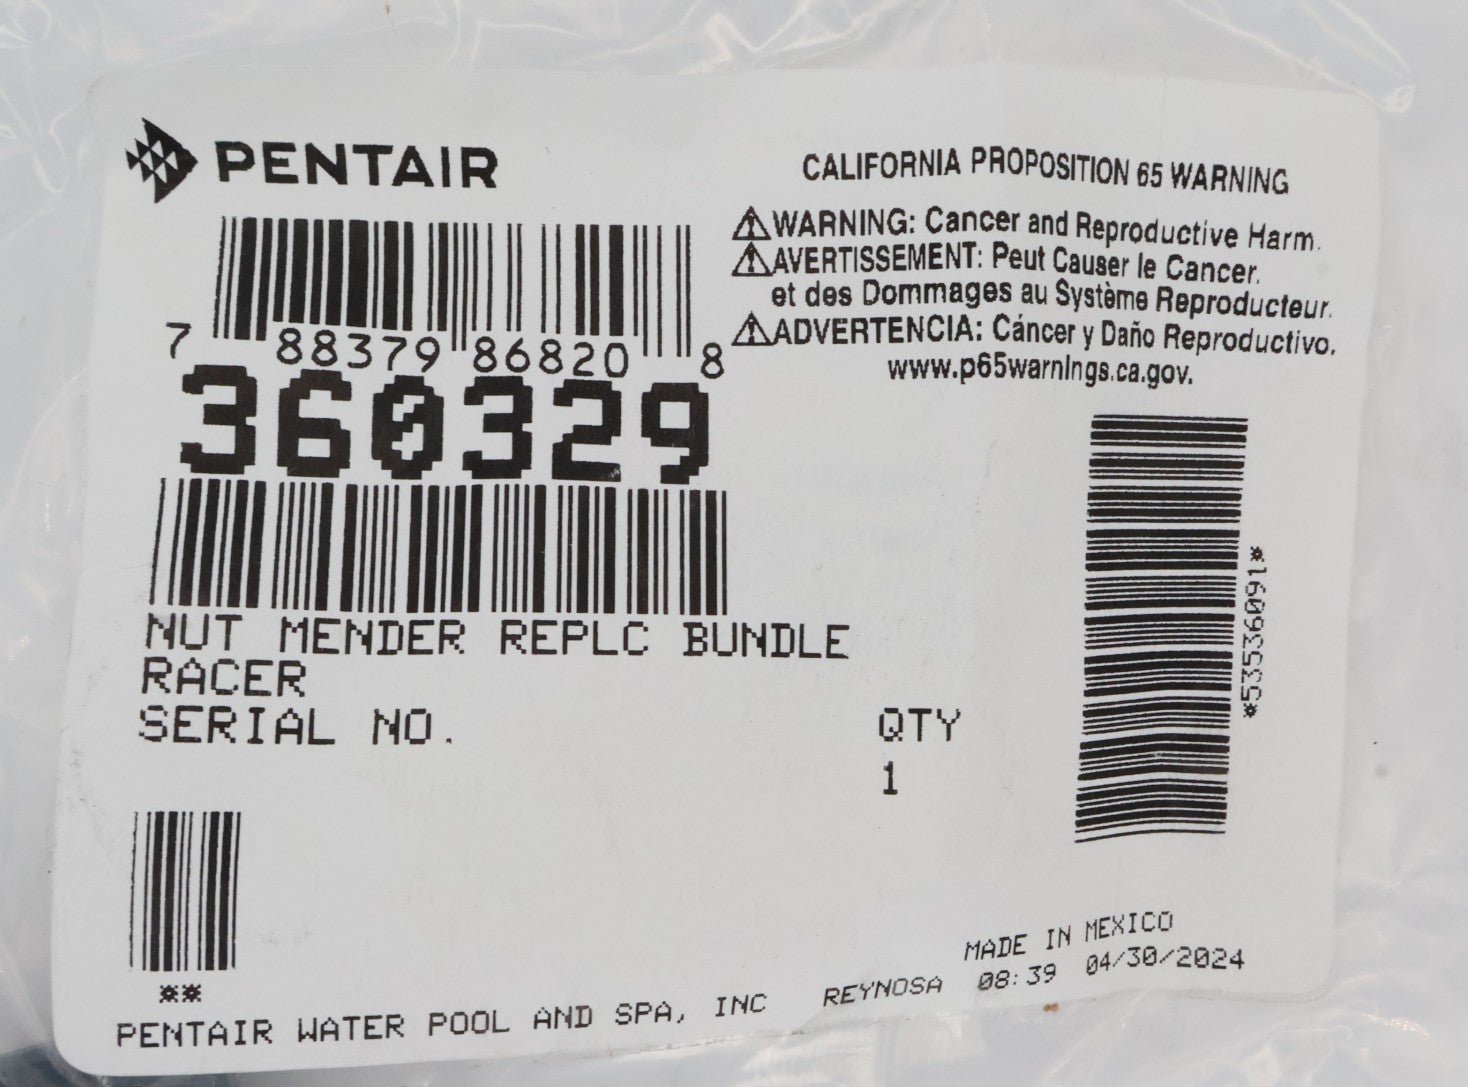 PENTAIR
7 88379 86820 8
360329
NUT MENDER REPLC BUNDLE
RACER
SERIAL NO.
QTY
1
**
CALIFORNIA PROPOSITION 65 WARNING
⚠WARNING: Cancer and Reproductive Harm.
⚠AVERTISSEMENT: Peut Causer le Cancer.
et des Dommages au Système Reproducteur.
⚠ADVERTENCIA: Cáncer y Daño Reproductivo.
www.p65warnings.ca.gov.
*53536091*
MADE IN MEXICO
PENTAIR WATER POOL AND SPA, INC REYNOSA 08:39 04/30/2024